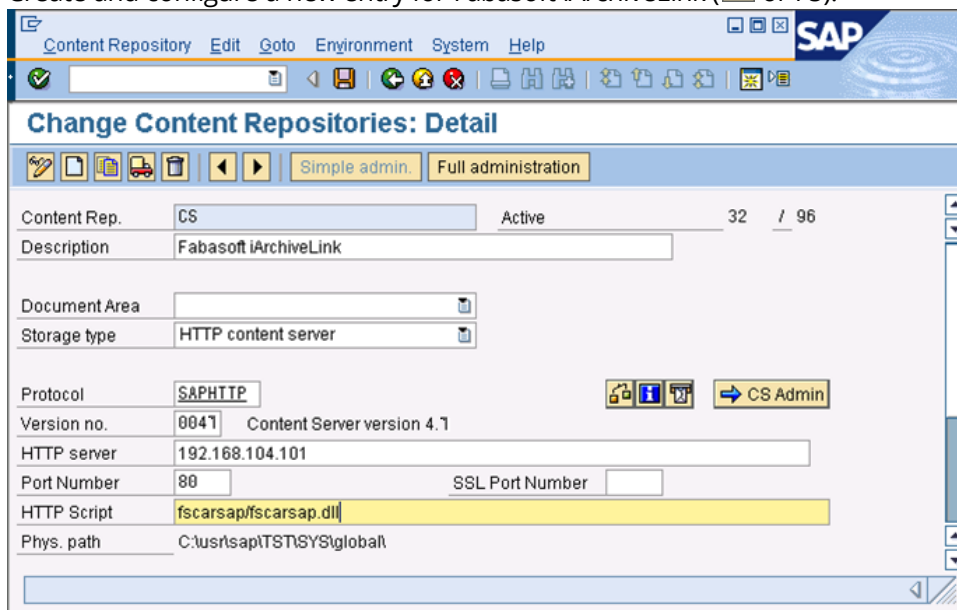 Content Repository Edit Goto Environment System Help
SAP
Change Content Repositories: Detail
Simple admin. Full administration
Content Rep. CS Active 32 / 96
Description Fabasoft iArchiveLink
Document Area
Storage type HTTP content server
Protocol SAPHTTP CS Admin
Version no. 0047 Content Server version 4.7
HTTP server 192.168.104.101
Port Number 80 SSL Port Number
HTTP Script fscarsap/fscarsap.dll
Phys. path C:\usr\sap\TST\SYS\global\